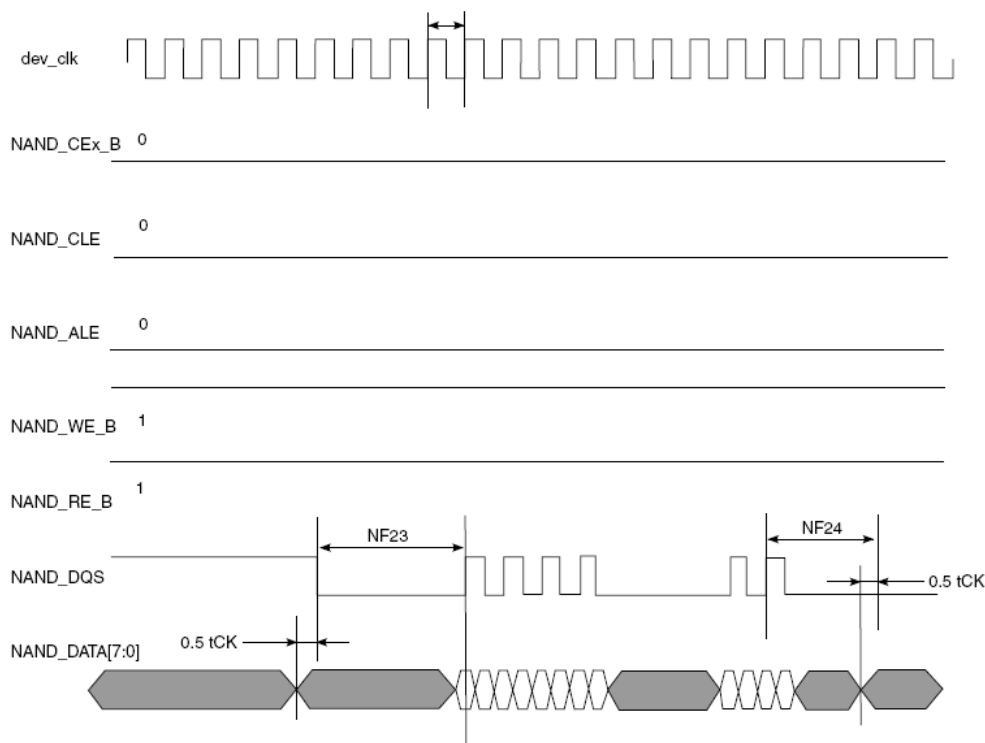 dev_clk
NAND_CEx_B 0
NAND_CLE 0
NAND_ALE 0
NAND_WE_B 1
NAND_RE_B 1
NF23
NF24
NAND_DQS
0.5 tCK
0.5 tCK
NAND_DATA[7:0]